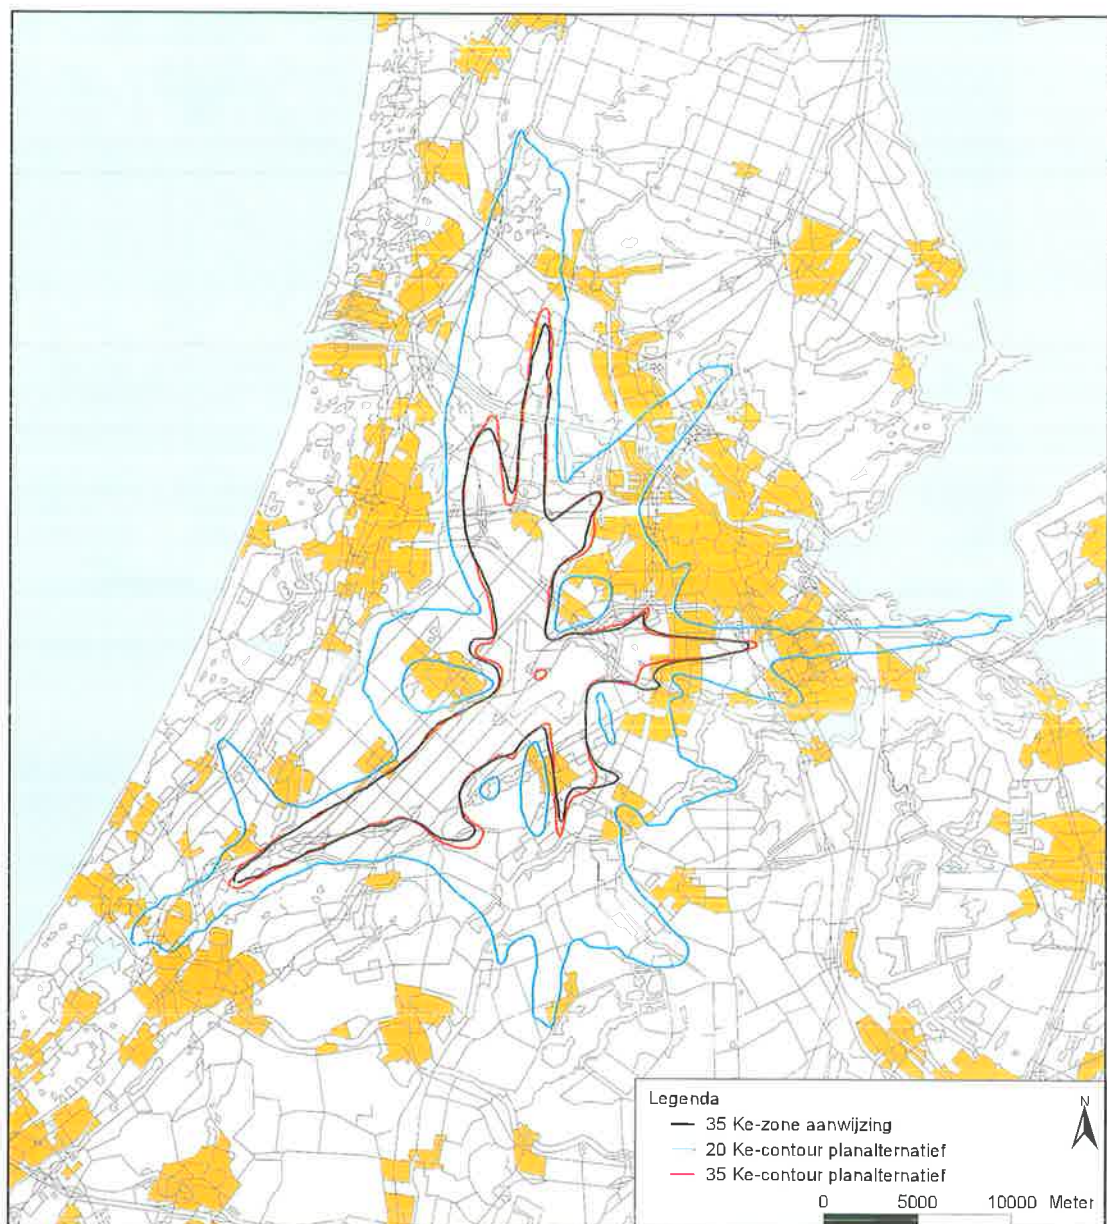 Legenda
N
35 Ke-zone aanwijzing
20 Ke-contour planalternatief
35 Ke-contour planalternatief
0 5000 10000 Meter